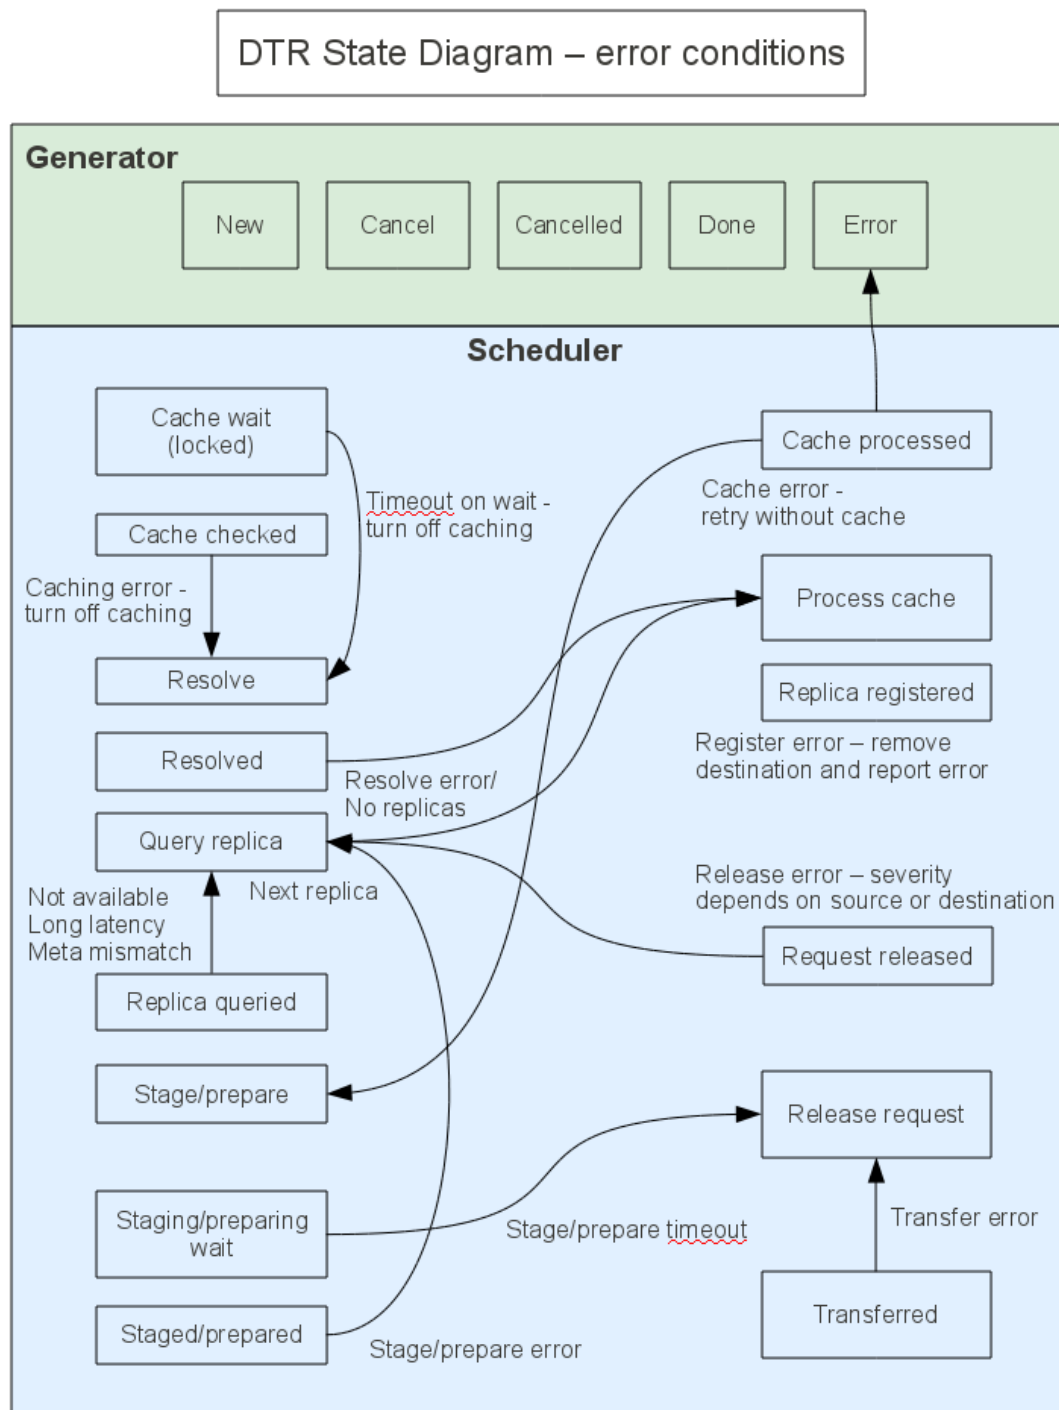 DTR State Diagram – error conditions
Generator
New
Cancel
Cancelled
Done
Error
Scheduler
Cache wait
(locked)
Timeout on wait -
turn off caching
Cache checked
Caching error -
turn off caching
Resolve
Resolved
Resolve error/
No replicas
Query replica
Next replica
Not available
Long latency
Meta mismatch
Replica queried
Stage/prepare
Staging/preparing
wait
Stage/prepare timeout
Staged/prepared
Stage/prepare error
Cache processed
Cache error -
retry without cache
Process cache
Replica registered
Register error – remove
destination and report error
Release error – severity
depends on source or destination
Request released
Release request
Transfer error
Transferred